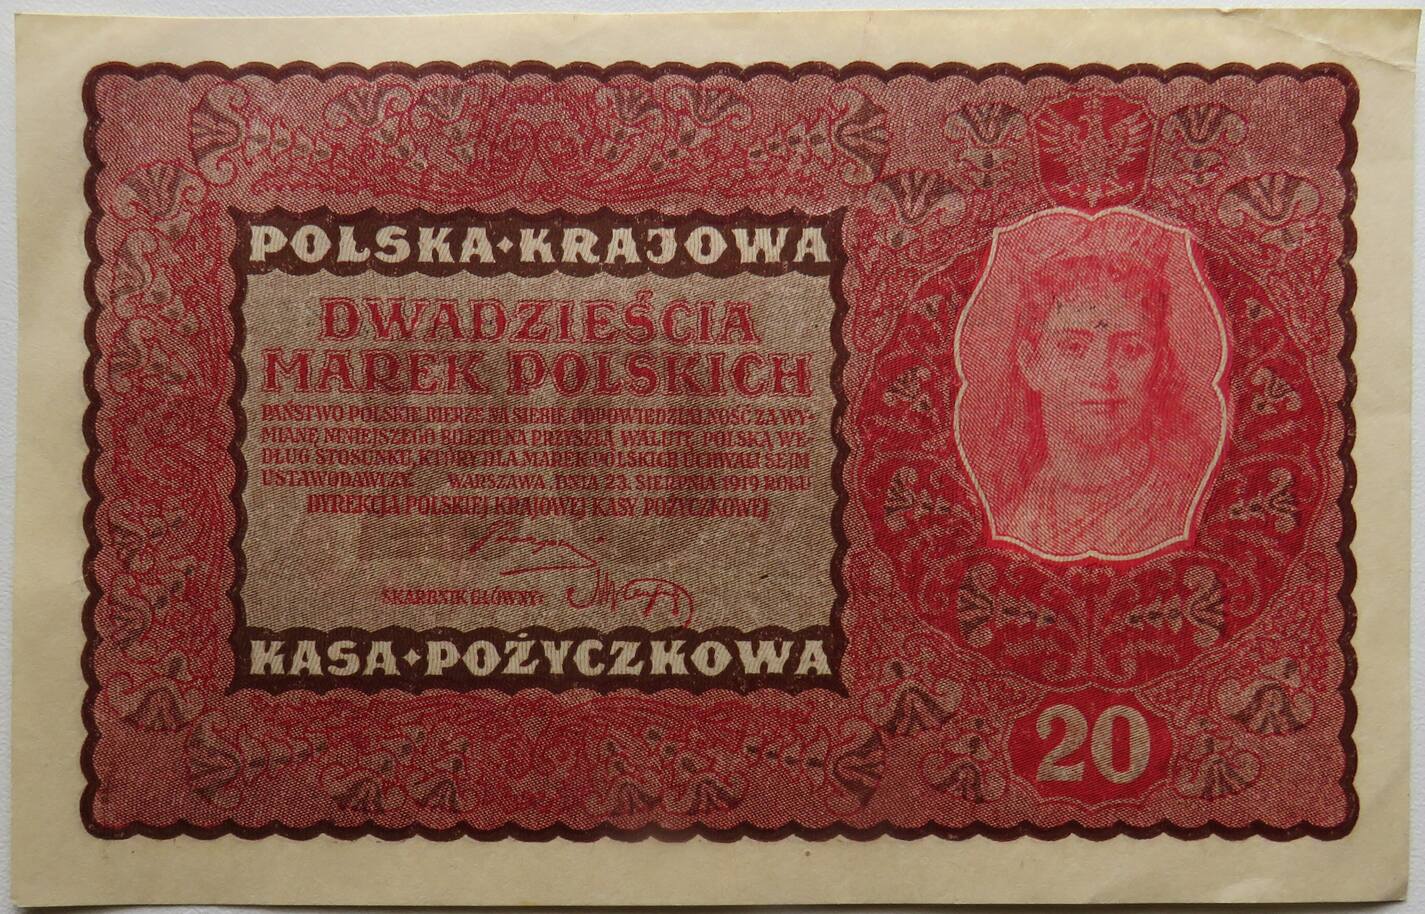 POLSKA·KRAJOWA
DWADZIEŚCIA
MAREK POLSKICH
PAŃSTWO POLSKIE BIERZE NA SIEBIE ODPOWIEDZIALNOŚĆ ZA WY-
MIANĘ NINIEJSZEGO BILETU NA PRZYSZŁĄ WALUTĘ POLSKĄ WE-
DŁUG STOSUNKU, KTÓRY DLA MAREK POLSKICH UCHWALI SEJM
USTAWODAWCZY. WARSZAWA, DNIA 23. SIERPNIA 1919 ROKU
DYREKCJA POLSKIEJ KRAJOWEJ KASY POŻYCZKOWEJ
SKARBNIK GŁÓWNY:
KASA·POŻYCZKOWA
20